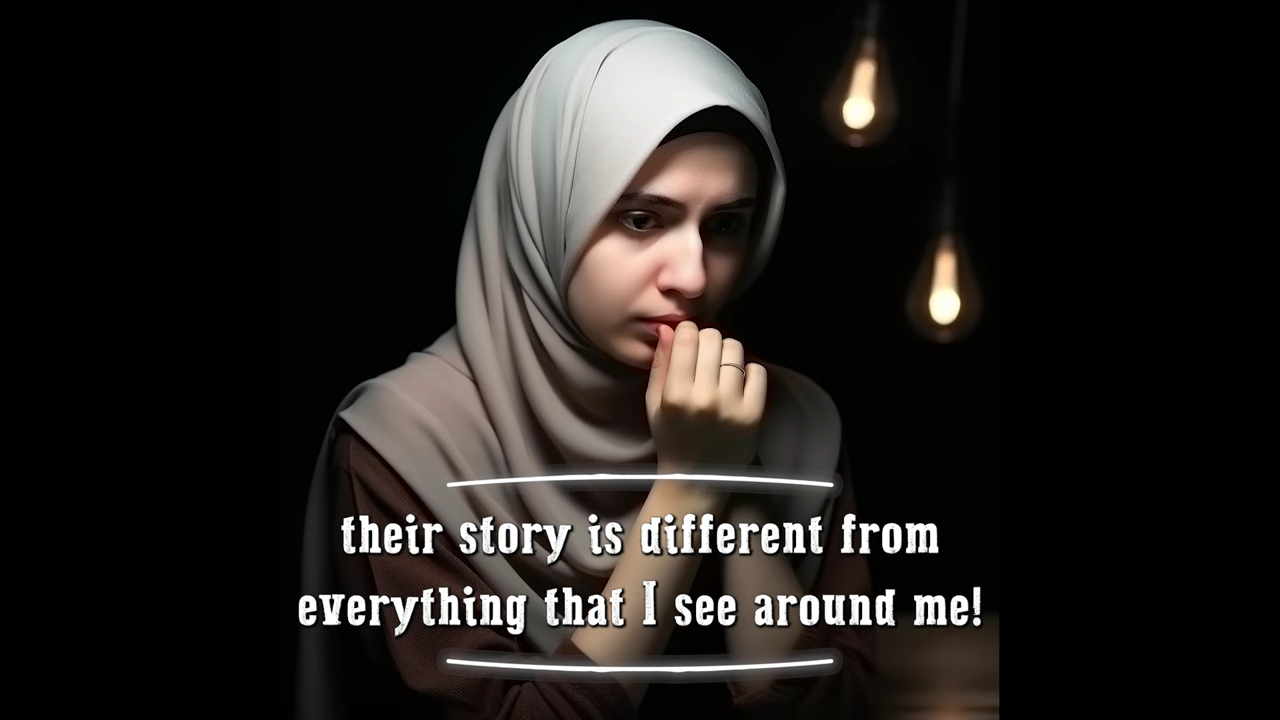 their story is different from
everything that I see around me!